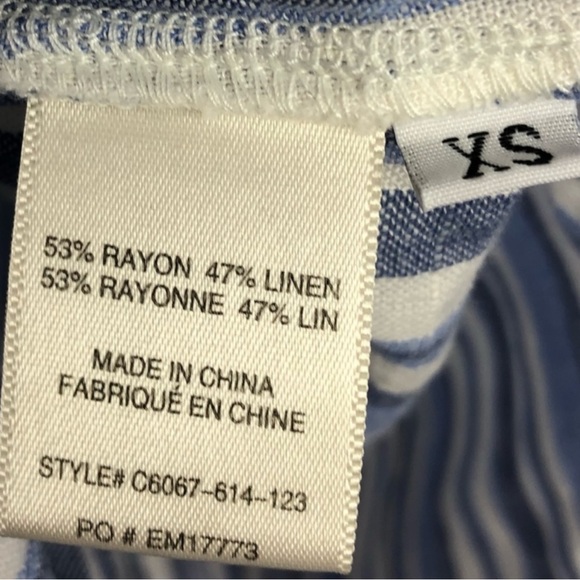 XS
53% RAYON 47% LINEN
53% RAYONNE 47% LIN
MADE IN CHINA
FABRIQUÉ EN CHINE
STYLE# C6067-614-123
PO # EM17773